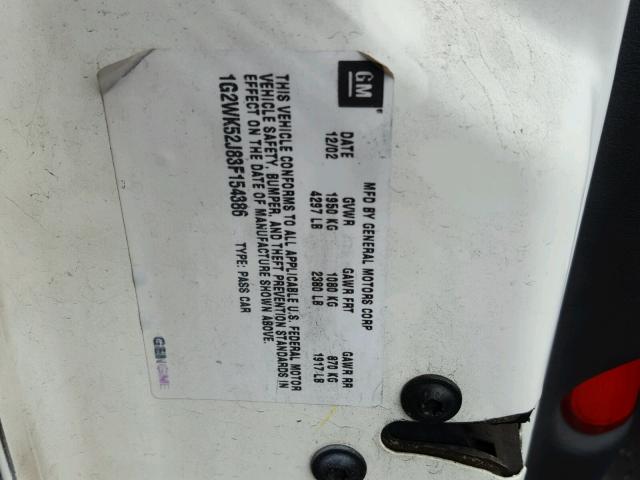 GM
MFD BY GENERAL MOTORS CORP
DATE GVWR GAWR FRT GAWR RR
12/02 1950 KG 1080 KG 870 KG
4297 LB 2380 LB 1917 LB
THIS VEHICLE CONFORMS TO ALL APPLICABLE U.S. FEDERAL MOTOR
VEHICLE SAFETY, BUMPER, AND THEFT PREVENTION STANDARDS IN
EFFECT ON THE DATE OF MANUFACTURE SHOWN ABOVE.
1G2WK52J83F154386 TYPE: PASS CAR